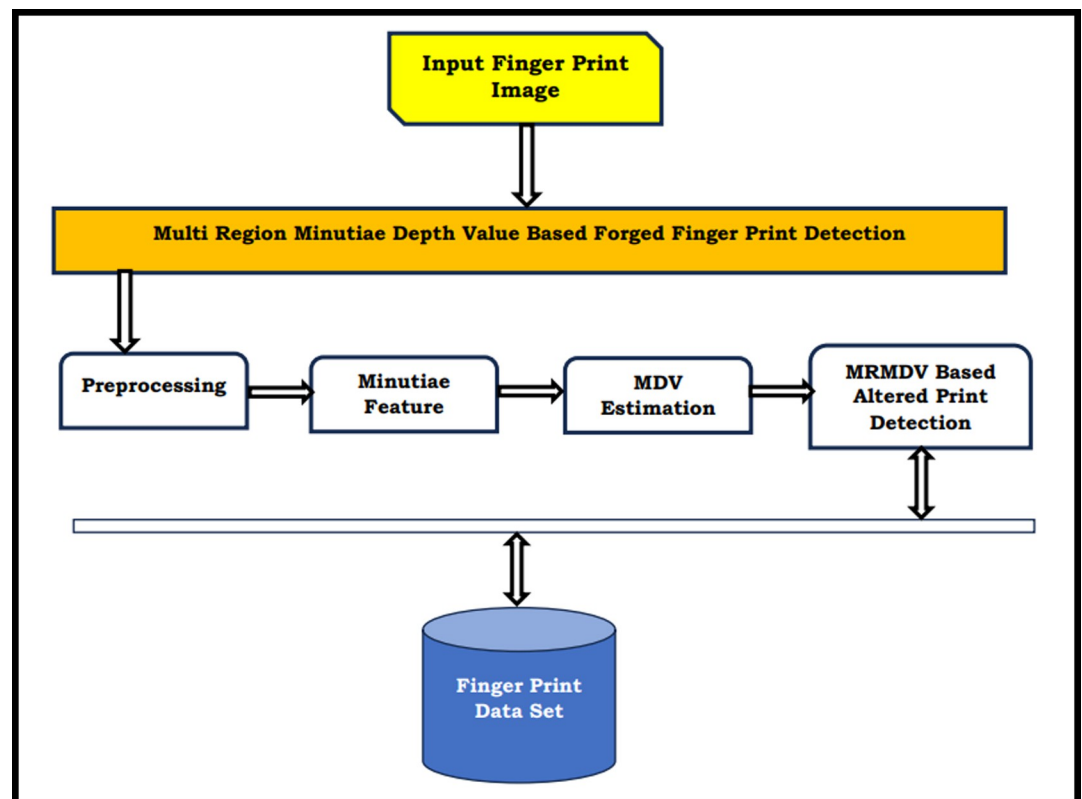 Input Finger Print
Image
Multi Region Minutiae Depth Value Based Forged Finger Print Detection
Preprocessing
Minutiae
Feature
MDV
Estimation
MRMDV Based
Altered Print
Detection
Finger Print
Data Set